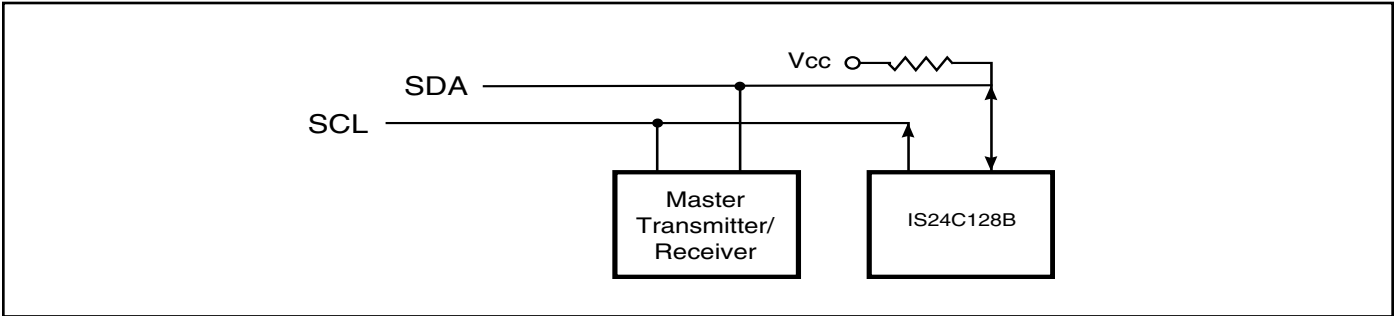 Vcc
SDA
SCL
Master
Transmitter/
Receiver
IS24C128B